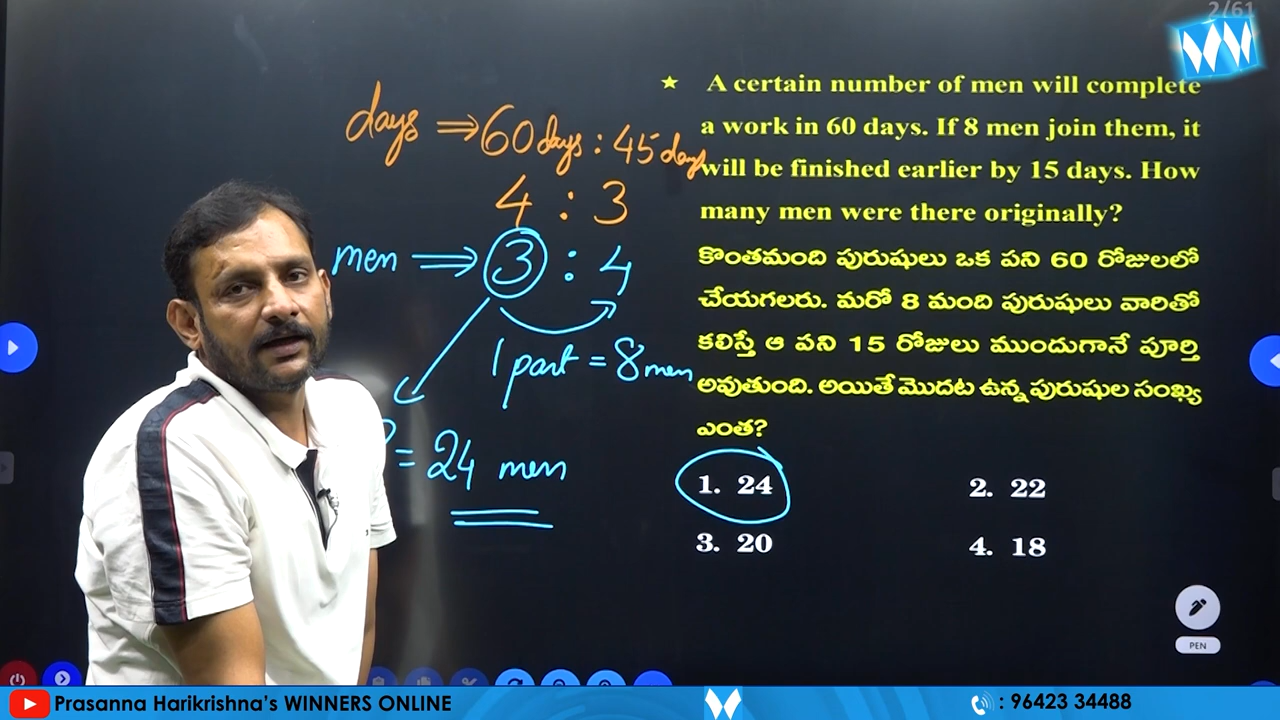 2/61
★ A certain number of men will complete
a work in 60 days. If 8 men join them, it
will be finished earlier by 15 days. How
many men were there originally?
కొంతమంది పురుషులు ఒక పని 60 రోజులలో
చేయగలరు. మరో 8 మంది పురుషులు వారితో
కలిస్తే ఆ పని 15 రోజులు ముందుగానే పూర్తి
అవుతుంది. అయితే మొదట ఉన్న పురుషుల సంఖ్య
ఎంత?
1. 24
2. 22
3. 20
4. 18
days ⇒ 60 days : 45 days
4 : 3
men ⇒ 3 : 4
1 part = 8 men
= 24 men
PEN
Prasanna Harikrishna's WINNERS ONLINE
: 96423 34488